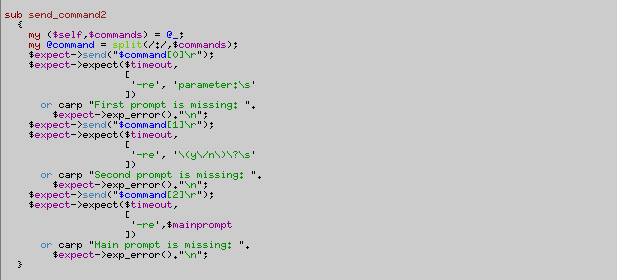 sub send_command2
{
my ($self,$commands) = @_;
my @command = split(/;/,$commands);
$expect->send("$command[0]\r");
$expect->expect($timeout,
[
'-re', 'parameter:\s'
])
or carp "First prompt is missing: ".
$expect->exp_error()."\n";
$expect->send("$command[1]\r");
$expect->expect($timeout,
[
'-re', '\(y\/n\)\?\s'
])
or carp "Second prompt is missing: ".
$expect->exp_error()."\n";
$expect->send("$command[2]\r");
$expect->expect($timeout,
[
'-re',$mainprompt
])
or carp "Main prompt is missing: ".
$expect->exp_error()."\n";
}